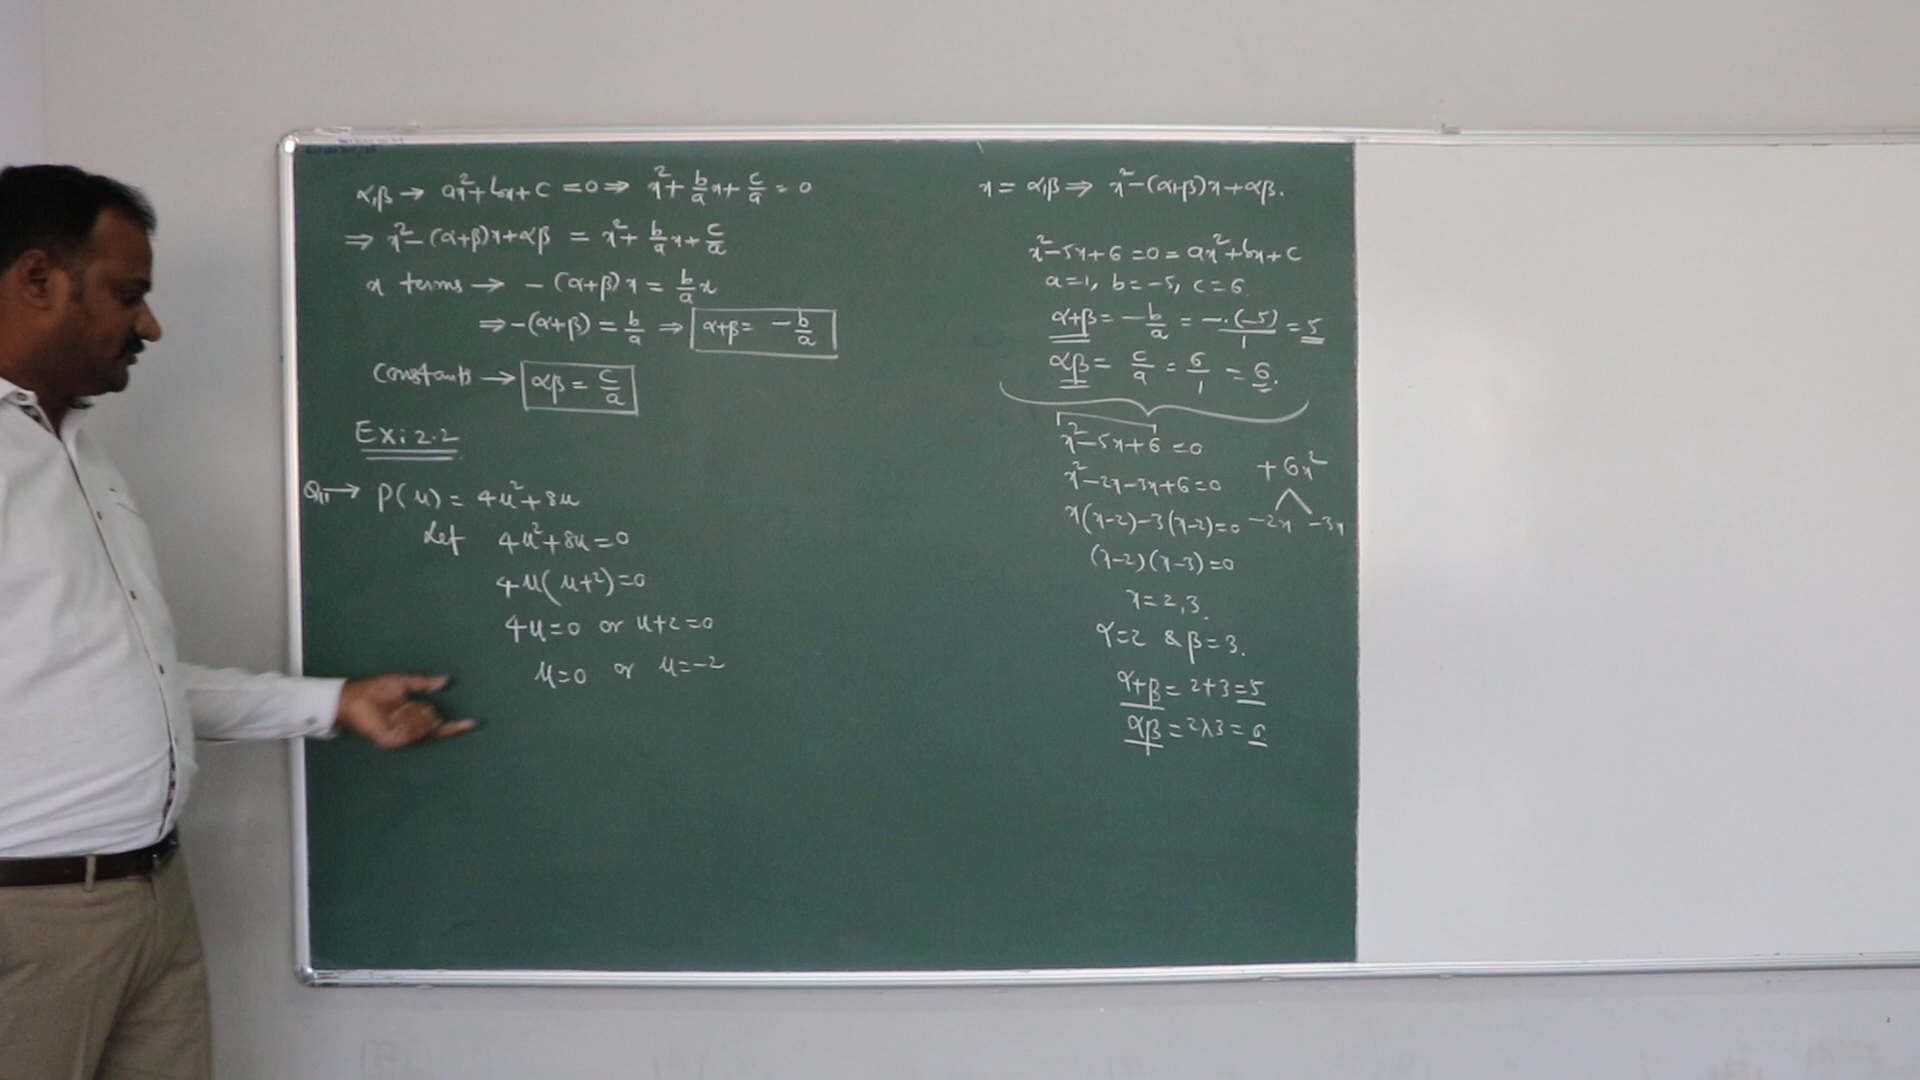 α,β → ax²+bx+c = 0 ⇒ x²+ b/a x+ c/a = 0
⇒ x²-(α+β)x+αβ = x²+ b/a x+ c/a
x terms → -(α+β)x = b/a x
⇒ -(α+β) = b/a ⇒ α+β = -b/a
constants → αβ = c/a
Ex: 2.2
Q11 → P(u) = 4u²+8u
Let 4u²+8u=0
4u(u+2)=0
4u=0 or u+2=0
u=0 or u=-2
x = α,β ⇒ x²-(α+β)x+αβ.
x²-5x+6=0=ax²+bx+c
a=1, b=-5, c=6
α+β = -b/a = -(-5)/1 = 5
αβ = c/a = 6/1 = 6.
x²-5x+6=0
+6x²
x²-2x-3x+6=0
-2x -3x
x(x-2)-3(x-2)=0
(x-2)(x-3)=0
x=2,3.
α=2 & β=3.
α+β = 2+3=5
αβ = 2×3=6